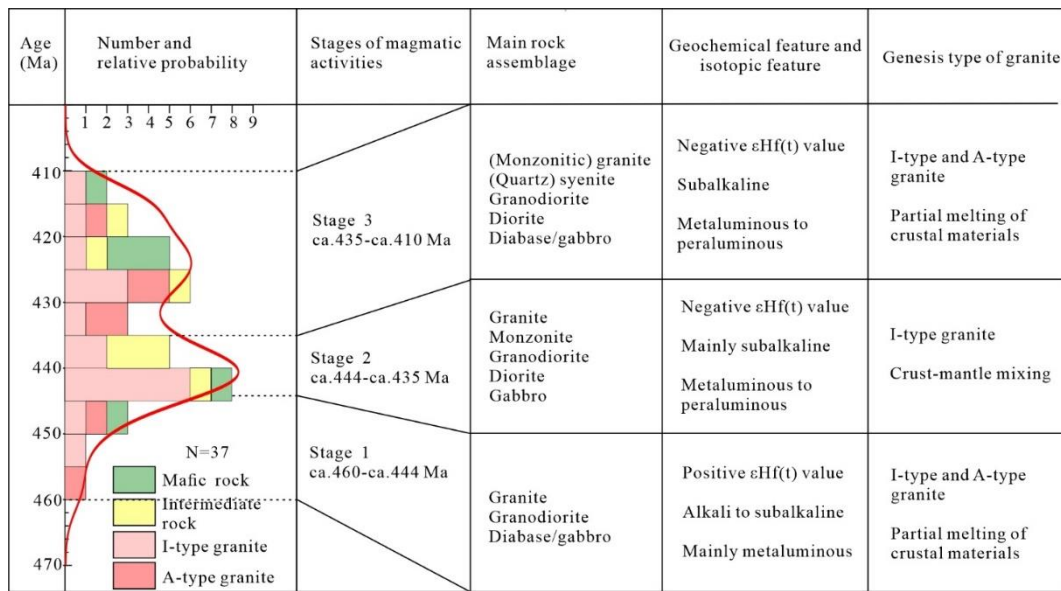 Age
(Ma)
Number and
relative probability
Stages of magmatic
activities
Main rock
assemblage
Geochemical feature and
isotopic feature
Genesis type of granite
1 2 3 4 5 6 7 8 9
410
420
430
440
450
460
470
N=37
Mafic rock
Intermediate
rock
I-type granite
A-type granite
Stage 3
ca.435-ca.410 Ma
(Monzonitic) granite
(Quartz) syenite
Granodiorite
Diorite
Diabase/gabbro
Negative εHf(t) value
Subalkaline
Metaluminous to
peraluminous
I-type and A-type
granite
Partial melting of
crustal materials
Stage 2
ca.444-ca.435 Ma
Granite
Monzonite
Granodiorite
Diorite
Gabbro
Negative εHf(t) value
Mainly subalkaline
Metaluminous to
peraluminous
I-type granite
Crust-mantle mixing
Stage 1
ca.460-ca.444 Ma
Granite
Granodiorite
Diabase/gabbro
Positive εHf(t) value
Alkali to subalkaline
Mainly metaluminous
I-type and A-type
granite
Partial melting of
crustal materials